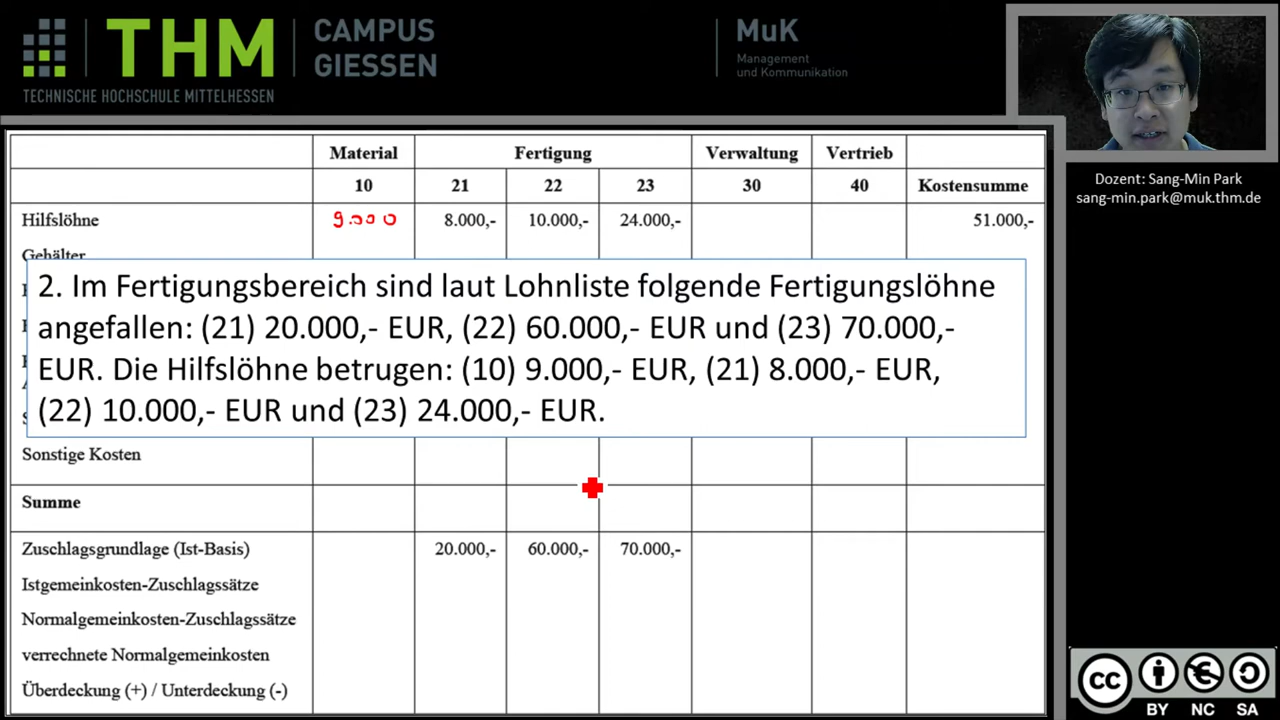 THM
CAMPUS
GIESSEN
TECHNISCHE HOCHSCHULE MITTELHESSEN
MuK
Management
und Kommunikation
Dozent: Sang-Min Park
sang-min.park@muk.thm.de
Material Fertigung Verwaltung Vertrieb
10 21 22 23 30 40 Kostensumme
Hilfslöhne 9.000 8.000,- 10.000,- 24.000,- 51.000,-
Gehälter
2. Im Fertigungsbereich sind laut Lohnliste folgende Fertigungslöhne
angefallen: (21) 20.000,- EUR, (22) 60.000,- EUR und (23) 70.000,-
EUR. Die Hilfslöhne betrugen: (10) 9.000,- EUR, (21) 8.000,- EUR,
(22) 10.000,- EUR und (23) 24.000,- EUR.
Sonstige Kosten
Summe
Zuschlagsgrundlage (Ist-Basis) 20.000,- 60.000,- 70.000,-
Istgemeinkosten-Zuschlagssätze
Normalgemeinkosten-Zuschlagssätze
verrechnete Normalgemeinkosten
Überdeckung (+) / Unterdeckung (-)
cc
BY NC SA